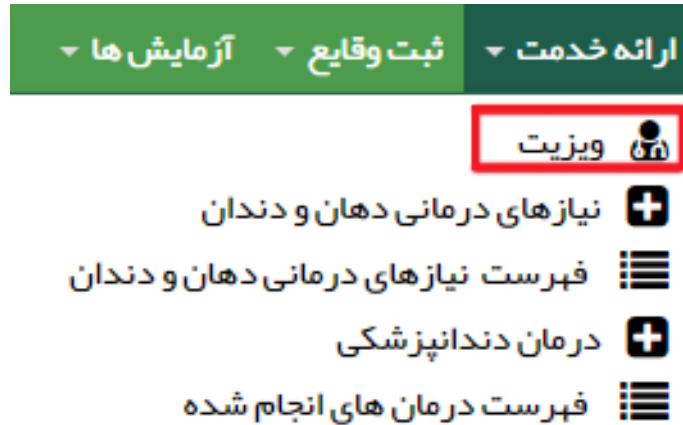 ارائه خدمت ثبت وقایع آزمایش ها
ویزیت
نیازهای درمانی دهان و دندان
فهرست نیازهای درمانی دهان و دندان
درمان دندانپزشکی
فهرست درمان های انجام شده